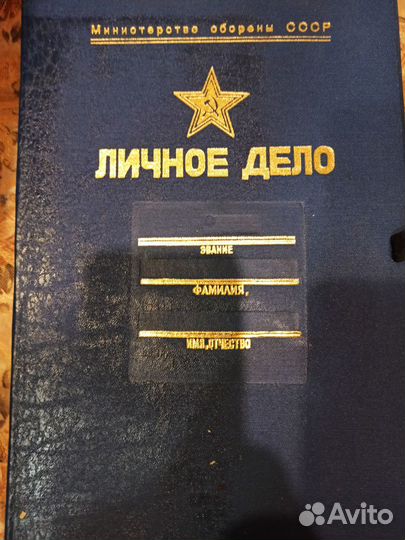 Министерство обороны СССР
ЛИЧНОЕ ДЕЛО
ЗВАНИЕ
ФАМИЛИЯ,
ИМЯ,ОТЧЕСТВО
Avito